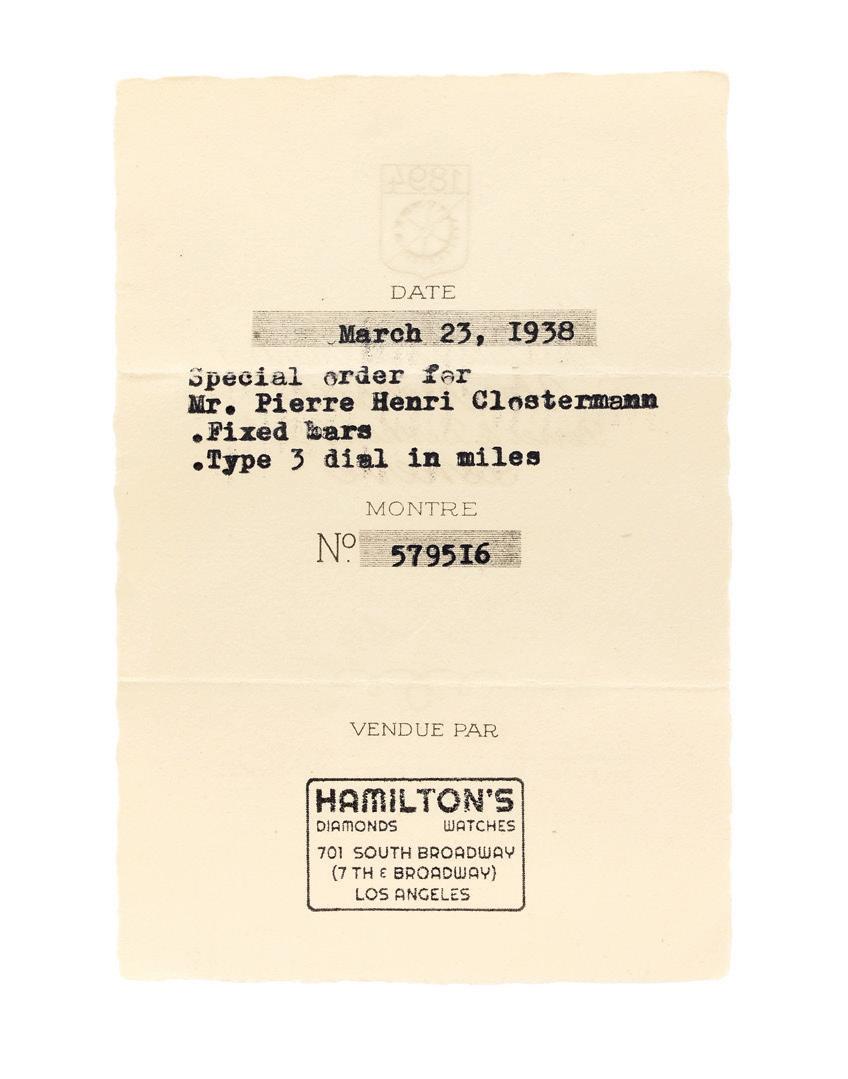 1894
DATE
March 23, 1938
Special order for
Mr. Pierre Henri Clostermann
.Fixed bars
.Type 3 dial in miles
MONTRE
Nº. 579516
VENDUE PAR
HAMILTON'S
DIAMONDS WATCHES
701 SOUTH BROADWAY
(7 TH & BROADWAY)
LOS ANGELES